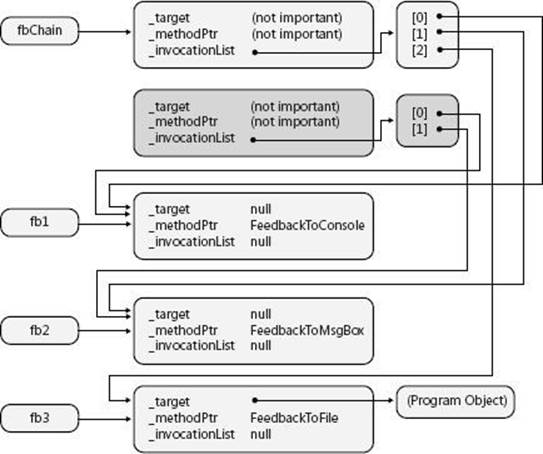 fbChain
_target (not important)
_methodPtr (not important)
_invocationList
[0]
[1]
[2]
_target (not important)
_methodPtr (not important)
_invocationList
[0]
[1]
fb1
_target null
_methodPtr FeedbackToConsole
_invocationList null
fb2
_target null
_methodPtr FeedbackToMsgBox
_invocationList null
fb3
_target
_methodPtr FeedbackToFile
_invocationList null
(Program Object)